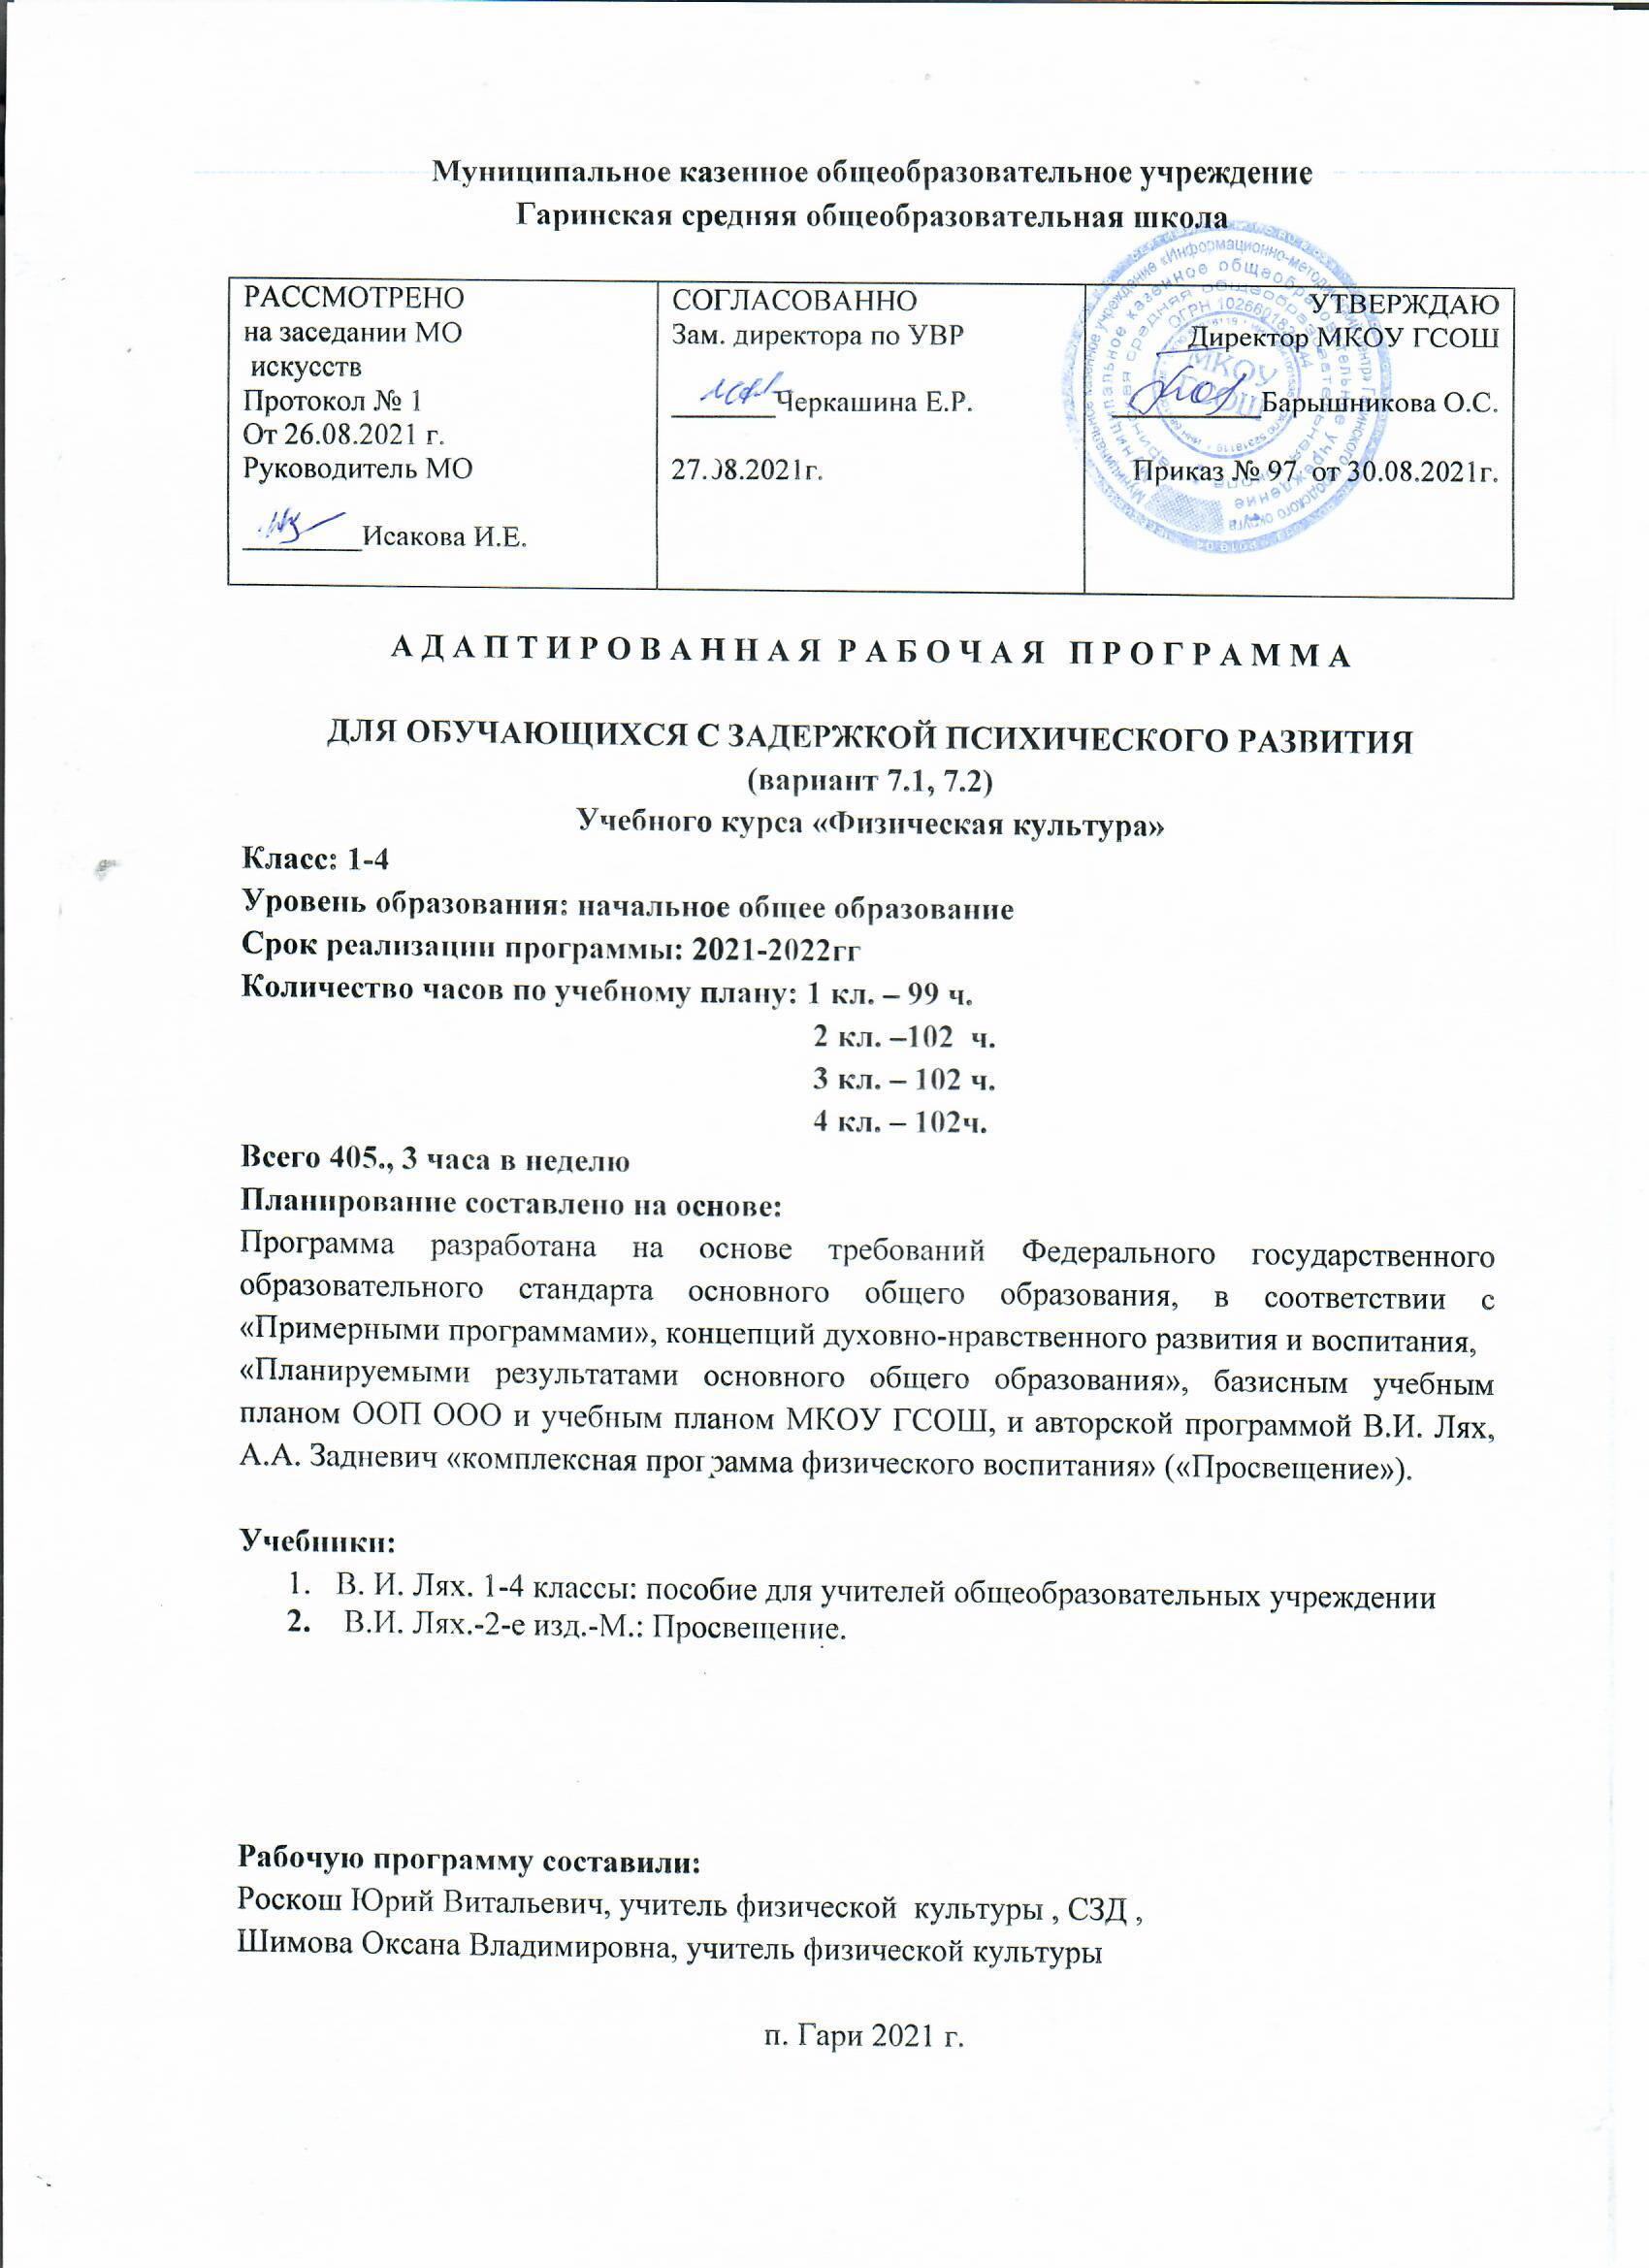 Муниципальное казенное общеобразовательное учреждение
Гаринская средняя общеобразовательная школа
РАССМОТРЕНО
на заседании МО
искусств
Протокол № 1
От 26.08.2021 г.
Руководитель МО
________Исакова И.Е.
СОГЛАСОВАННО
Зам. директора по УВР
_______Черкашина Е.Р.
27.08.2021г.
УТВЕРЖДАЮ
Директор МКОУ ГСОШ
__________Барышникова О.С.
Приказ № 97 от 30.08.2021г.
МКОУ
ГСОШ
А Д А П Т И Р О В А Н Н А Я Р А Б О Ч А Я П Р О Г Р А М М А
ДЛЯ ОБУЧАЮЩИХСЯ С ЗАДЕРЖКОЙ ПСИХИЧЕСКОГО РАЗВИТИЯ
(вариант 7.1, 7.2)
Учебного курса «Физическая культура»
Класс: 1-4
Уровень образования: начальное общее образование
Срок реализации программы: 2021-2022гг
Количество часов по учебному плану: 1 кл. – 99 ч.
2 кл. –102 ч.
3 кл. – 102 ч.
4 кл. – 102ч.
Всего 405., 3 часа в неделю
Планирование составлено на основе:
Программа разработана на основе требований Федерального государственного
образовательного стандарта основного общего образования, в соответствии с
«Примерными программами», концепций духовно-нравственного развития и воспитания,
«Планируемыми результатами основного общего образования», базисным учебным
планом ООП ООО и учебным планом МКОУ ГСОШ, и авторской программой В.И. Лях,
А.А. Задневич «комплексная программа физического воспитания» («Просвещение»).
Учебники:
1. В. И. Лях. 1-4 классы: пособие для учителей общеобразовательных учреждении
2. В.И. Лях.-2-е изд.-М.: Просвещение.
Рабочую программу составили:
Роскош Юрий Витальевич, учитель физической культуры , СЗД ,
Шимова Оксана Владимировна, учитель физической культуры
п. Гари 2021 г.